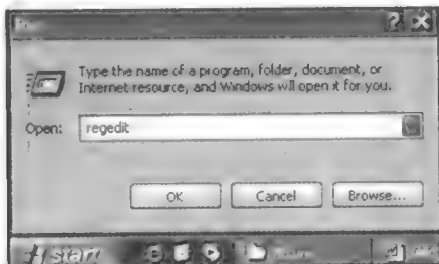 Type the name of a program, folder, document, or
Internet resource, and Windows will open it for you.
Open: regedit
OK Cancel Browse...
start